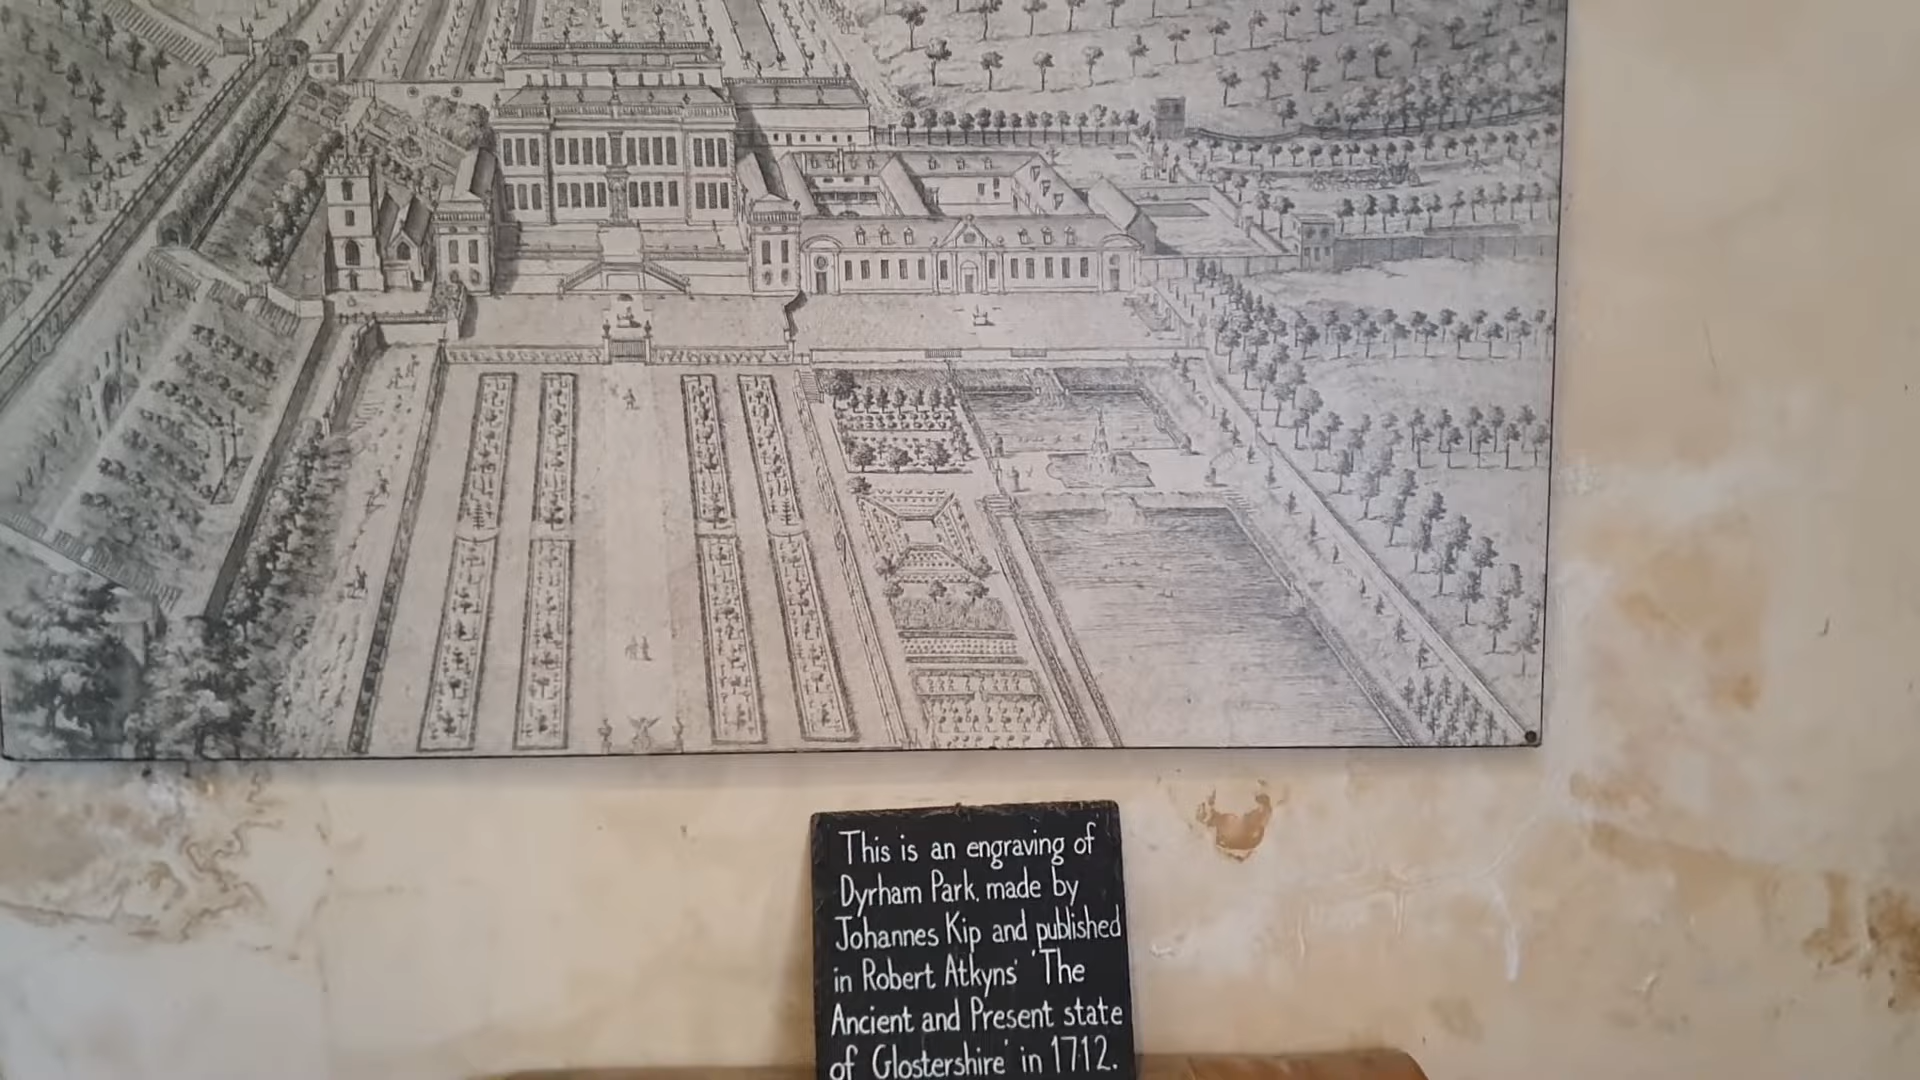 This is an engraving of
Dyrham Park, made by
Johannes Kip and published
in Robert Atkyns' 'The
Ancient and Present state
of Glostershire' in 1712.